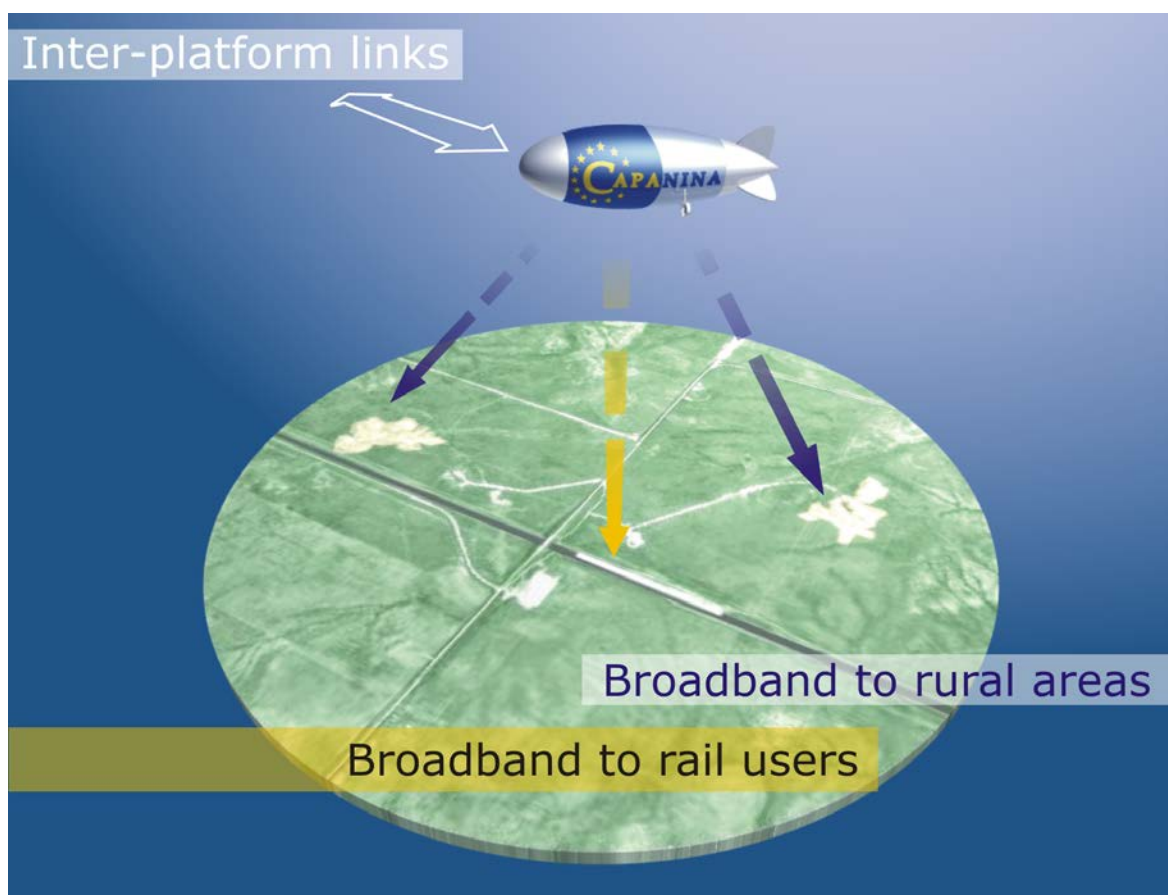 Inter-platform links
CAPANINA
Broadband to rural areas
Broadband to rail users